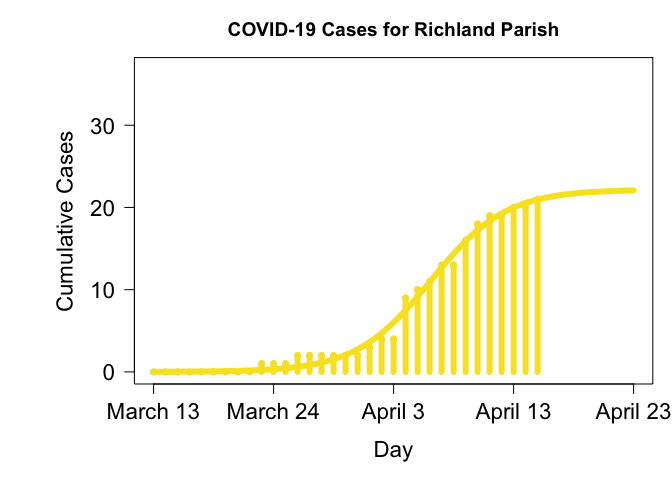 COVID-19 Cases for Richland Parish
30
20
10
0
Cumulative Cases
March 13 March 24 April 3 April 13 April 23
Day